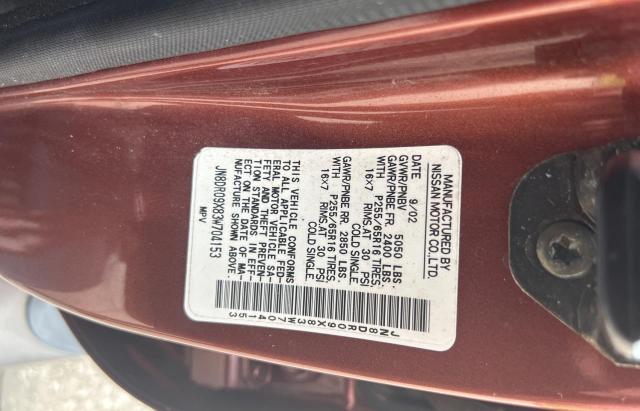 MANUFACTURED BY
NISSAN MOTOR CO., LTD.
DATE 9/02
GVWR/PNBV 5050 LBS.
GAWR/PNBE FR. 2400 LBS.
WITH P255/65R16 TIRES,
16X7 RIMS,AT 30 PSI
COLD SINGLE.
GAWR/PNBE RR. 2850 LBS.
WITH P255/65R16 TIRES,
16X7 RIMS,AT 30 PSI
COLD SINGLE.
THIS VEHICLE CONFORMS
TO ALL APPLICABLE FED-
ERAL MOTOR VEHICLE SA-
FETY AND THEFT PREVEN-
TION STANDARDS IN EFF-
ECT ON THE DATE OF MA-
NUFACTURE SHOWN ABOVE.
JN8DR09X83W704153
MPV
JN8DR09X83W704153